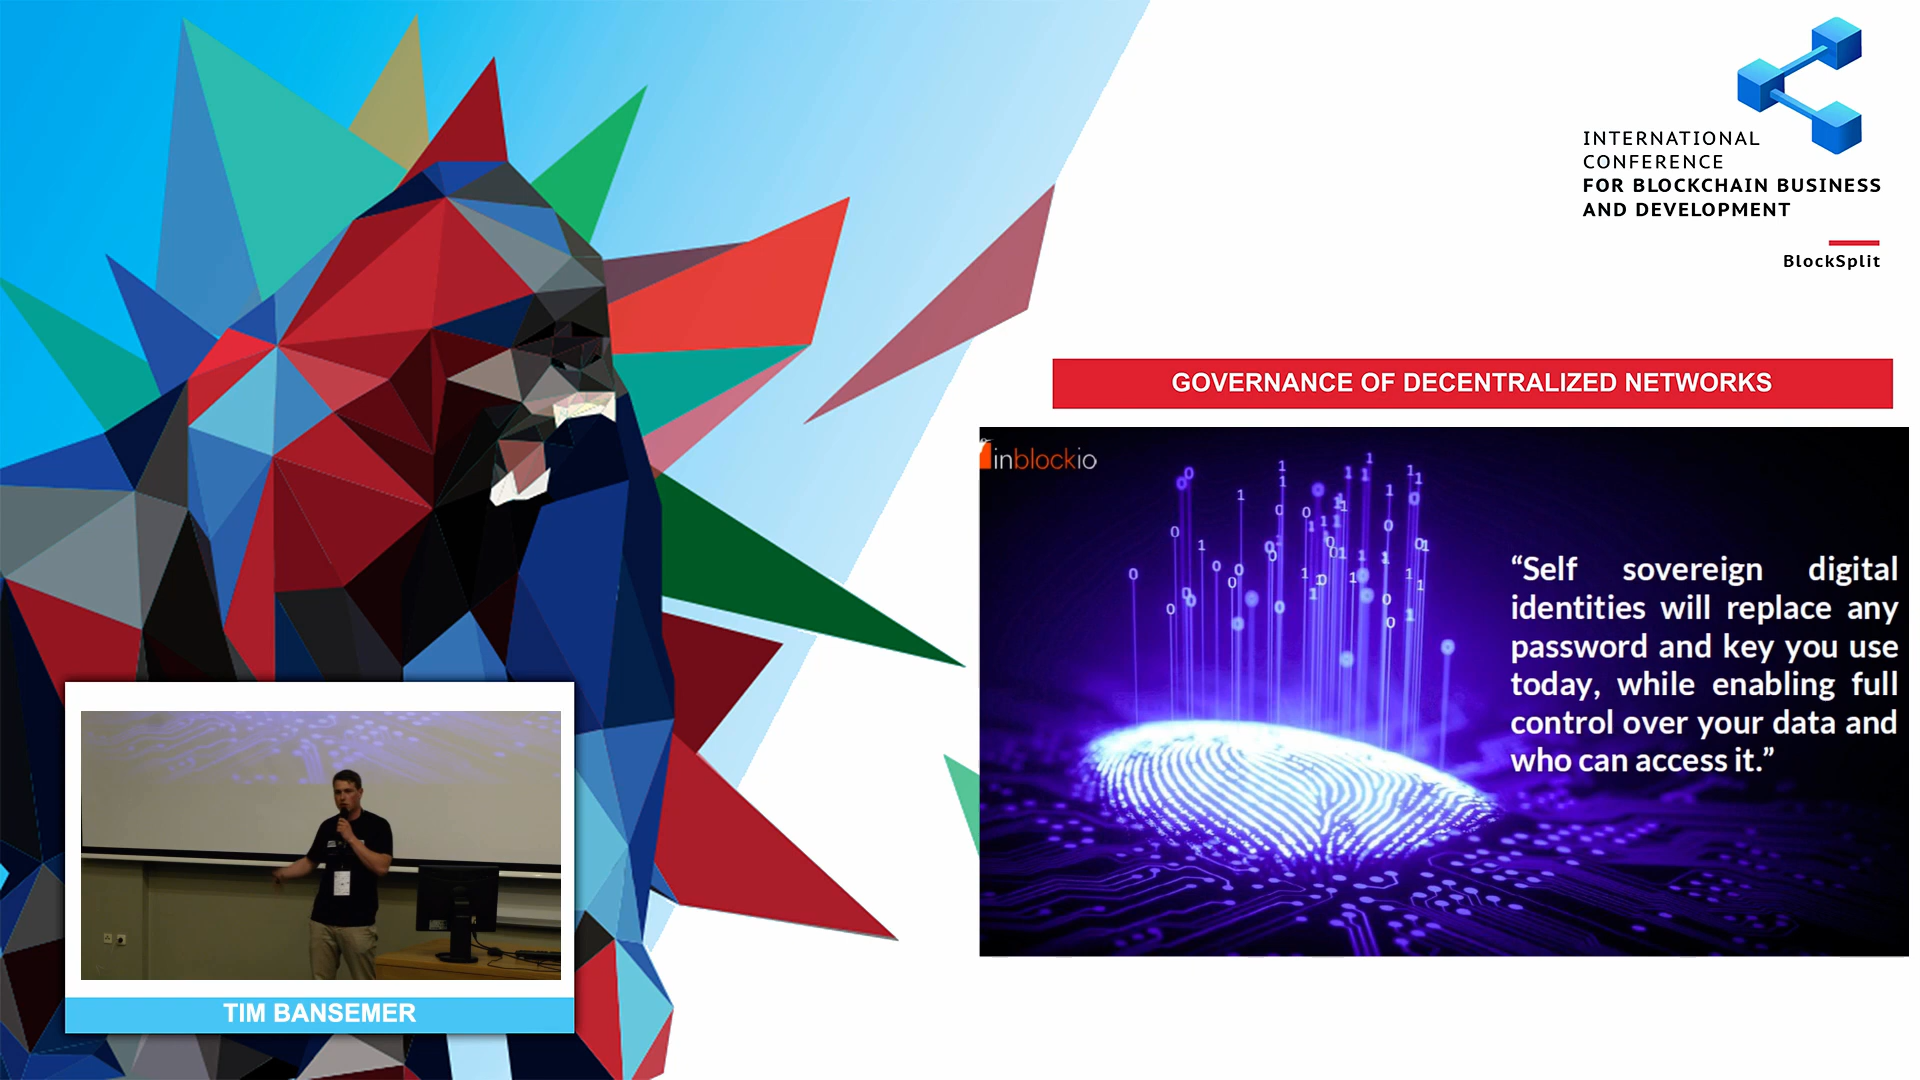 INTERNATIONAL
CONFERENCE
FOR BLOCKCHAIN BUSINESS
AND DEVELOPMENT
BlockSplit
GOVERNANCE OF DECENTRALIZED NETWORKS
inblockio
“Self sovereign digital
identities will replace any
password and key you use
today, while enabling full
control over your data and
who can access it.”
TIM BANSEMER